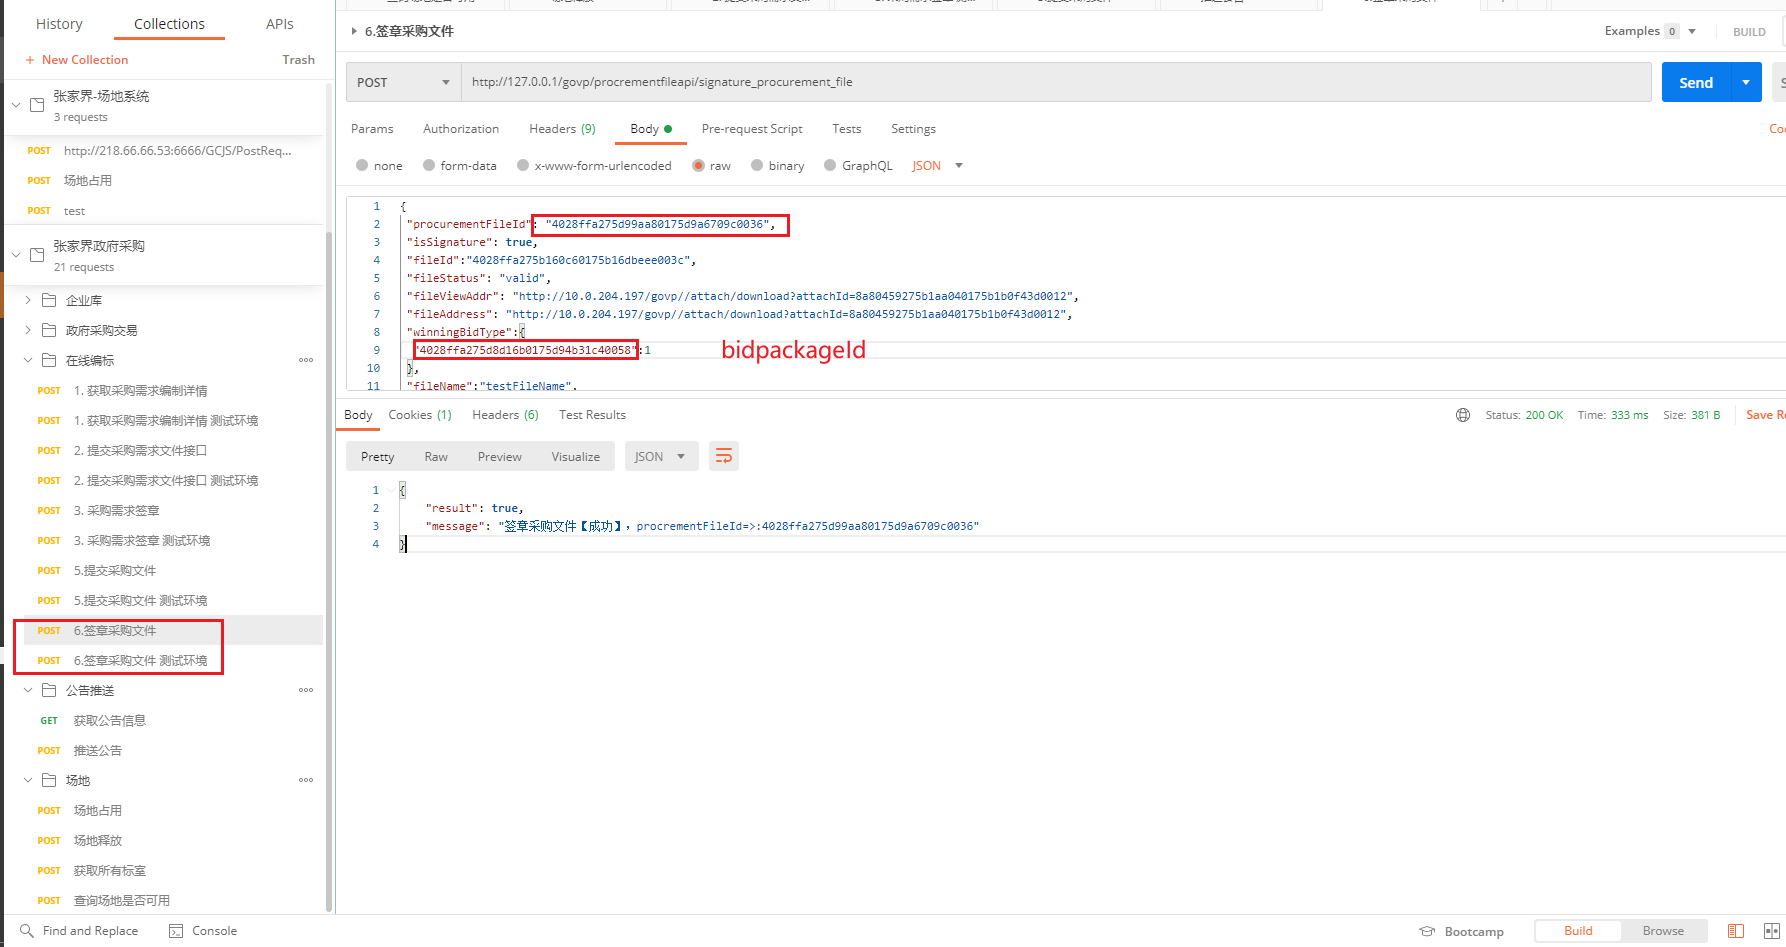 History Collections APIs
+ New Collection Trash
张家界-场地系统
3 requests
POST http://218.66.66.53:6666/GCJS/PostReq...
POST 场地占用
POST test
张家界政府采购
21 requests
企业库
政府采购交易
在线编标
POST 1. 获取采购需求编制详情
POST 1. 获取采购需求编制详情 测试环境
POST 2. 提交采购需求文件接口
POST 2. 提交采购需求文件接口 测试环境
POST 3. 采购需求签章
POST 3. 采购需求签章 测试环境
POST 5.提交采购文件
POST 5.提交采购文件 测试环境
POST 6.签章采购文件
POST 6.签章采购文件 测试环境
公告推送
GET 获取公告信息
POST 推送公告
场地
POST 场地占用
POST 场地释放
POST 获取所有标室
POST 查询场地是否可用
6.签章采购文件
Examples 0 BUILD
POST http://127.0.0.1/govp/procrementfileapi/signature_procurement_file Send
Params Authorization Headers (9) Body Pre-request Script Tests Settings
none form-data x-www-form-urlencoded raw binary GraphQL JSON
1 {
2 "procurementFileId": "4028ffa275d99aa80175d9a6709c0036",
3 "isSignature": true,
4 "fileId":"4028ffa275b160c60175b16dbeee003c",
5 "fileStatus": "valid",
6 "fileViewAddr": "http://10.0.204.197/govp//attach/download?attachId=8a80459275b1aa040175b1b0f43d0012",
7 "fileAddress": "http://10.0.204.197/govp//attach/download?attachId=8a80459275b1aa040175b1b0f43d0012",
8 "winningBidType":{
9 "4028ffa275d8d16b0175d94b31c40058":1 bidpackageId
10 },
11 "fileName":"testFileName",
Body Cookies (1) Headers (6) Test Results Status: 200 OK Time: 333 ms Size: 381 B Save Re
Pretty Raw Preview Visualize JSON
1 {
2 "result": true,
3 "message": "签章采购文件【成功】，procrementFileId=>:4028ffa275d99aa80175d9a6709c0036"
4 }
Find and Replace Console Bootcamp Build Browse